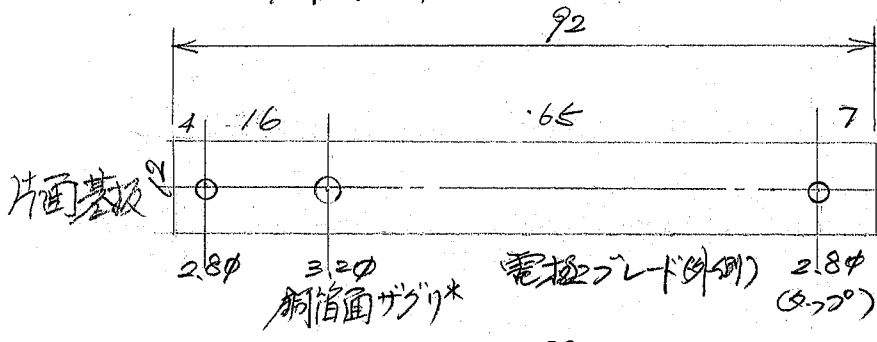 92
4 16 65 7
片面基板 12
2.8φ 3.2φ 電極ブレード(外側) 2.8φ
銅箔面ザグリ* (タップ)